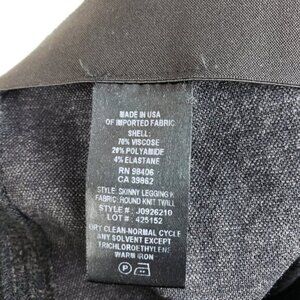 MADE IN USA
OF IMPORTED FABRIC
SHELL:
70% VISCOSE
26% POLYAMIDE
4% ELASTANE
RN 98406
CA 39862
STYLE: SKINNY LEGGING K
FABRIC: ROUND KNIT TWILL
STYLE #: J0926210
LOT #: 425152
DRY CLEAN-NORMAL CYCLE
ANY SOLVENT EXCEPT
TRICHLOROETHYLENE
WARM IRON
P